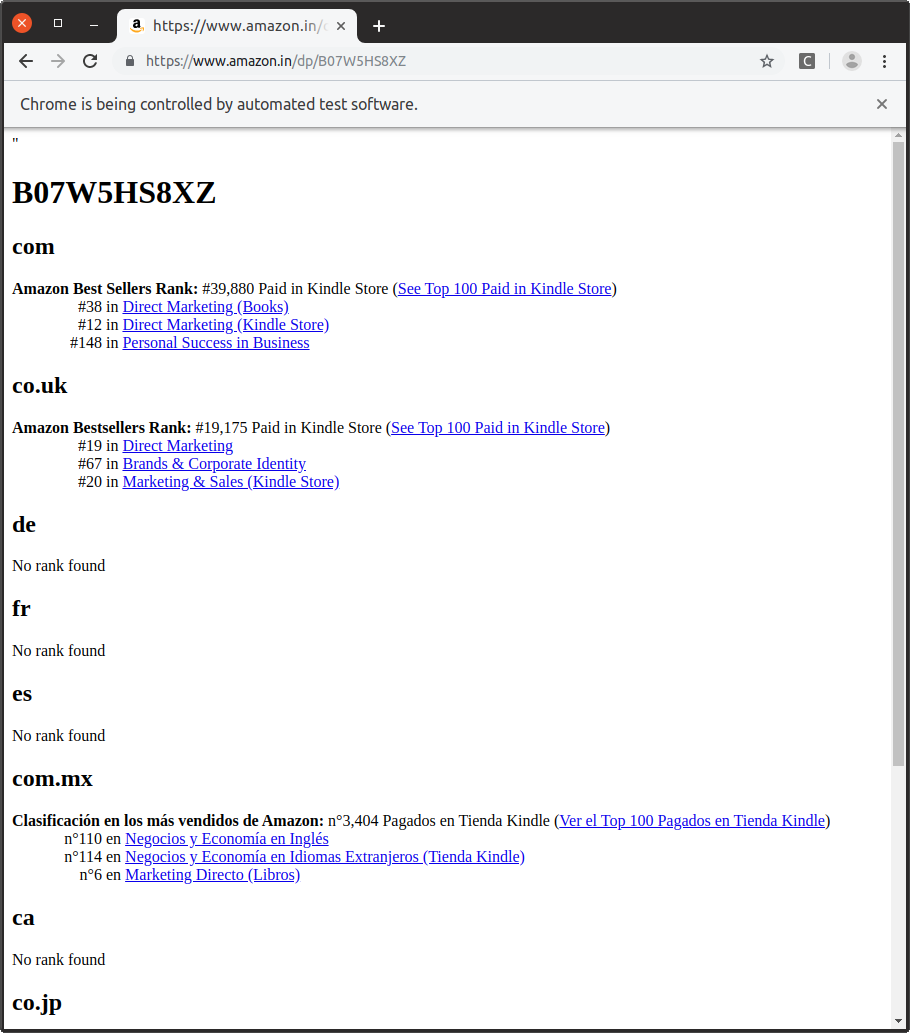 https://www.amazon.in/d
https://www.amazon.in/dp/B07W5HS8XZ
C
Chrome is being controlled by automated test software.
"
B07W5HS8XZ
com
Amazon Best Sellers Rank: #39,880 Paid in Kindle Store (See Top 100 Paid in Kindle Store)
#38 in Direct Marketing (Books)
#12 in Direct Marketing (Kindle Store)
#148 in Personal Success in Business
co.uk
Amazon Bestsellers Rank: #19,175 Paid in Kindle Store (See Top 100 Paid in Kindle Store)
#19 in Direct Marketing
#67 in Brands & Corporate Identity
#20 in Marketing & Sales (Kindle Store)
de
No rank found
fr
No rank found
es
No rank found
com.mx
Clasificación en los más vendidos de Amazon: n°3,404 Pagados en Tienda Kindle (Ver el Top 100 Pagados en Tienda Kindle)
n°110 en Negocios y Economía en Inglés
n°114 en Negocios y Economía en Idiomas Extranjeros (Tienda Kindle)
n°6 en Marketing Directo (Libros)
ca
No rank found
co.jp